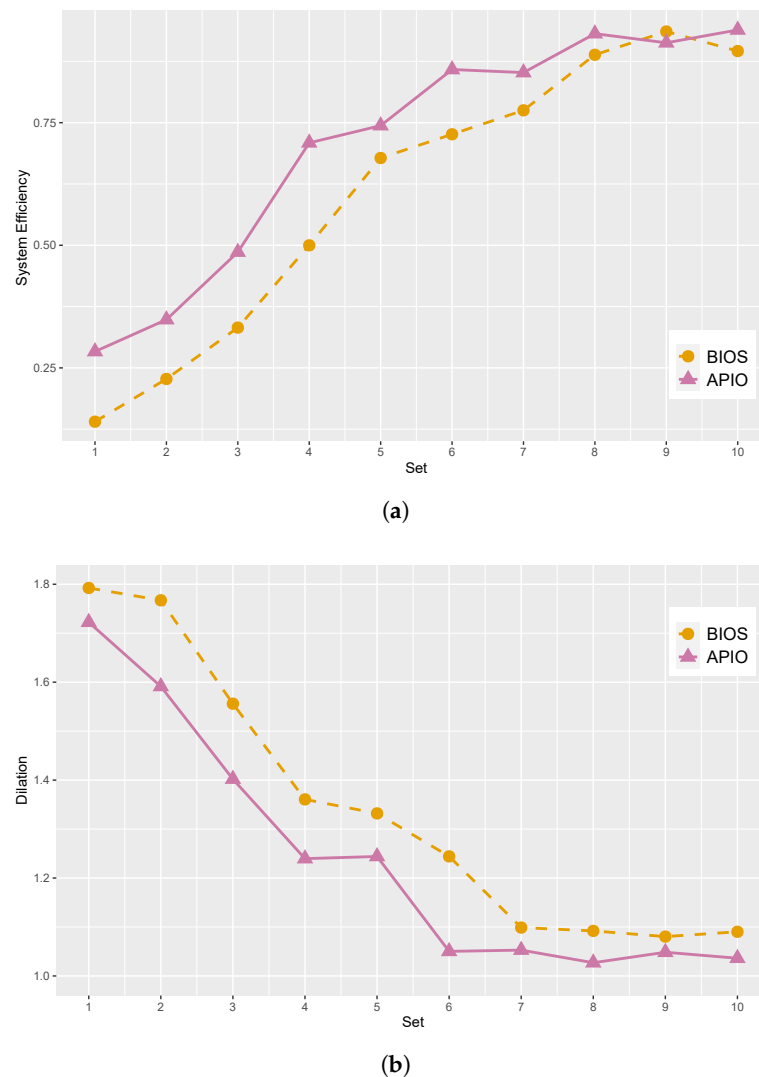 System Efficiency
0.75
0.50
0.25
BIOS
APIO
1 2 3 4 5 6 7 8 9 10
Set
(a)
Dilation
1.8
1.6
1.4
1.2
1.0
BIOS
APIO
1 2 3 4 5 6 7 8 9 10
Set
(b)